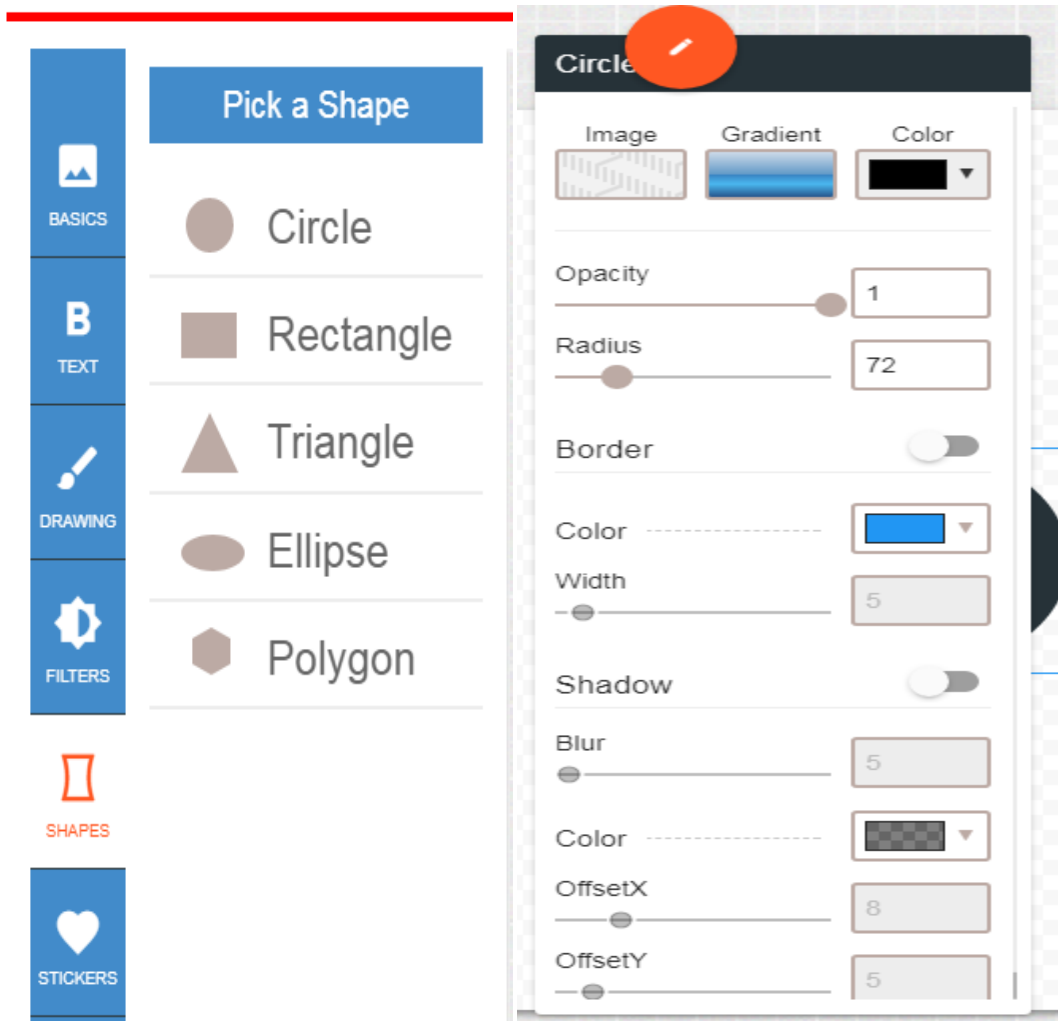 Pick a Shape
BASICS
Circle
Rectangle
B
TEXT
Triangle
DRAWING
Ellipse
FILTERS
Polygon
SHAPES
STICKERS
Circle
Image Gradient Color
Opacity
1
Radius
72
Border
Color
Width
5
Shadow
Blur
5
Color
OffsetX
8
OffsetY
5